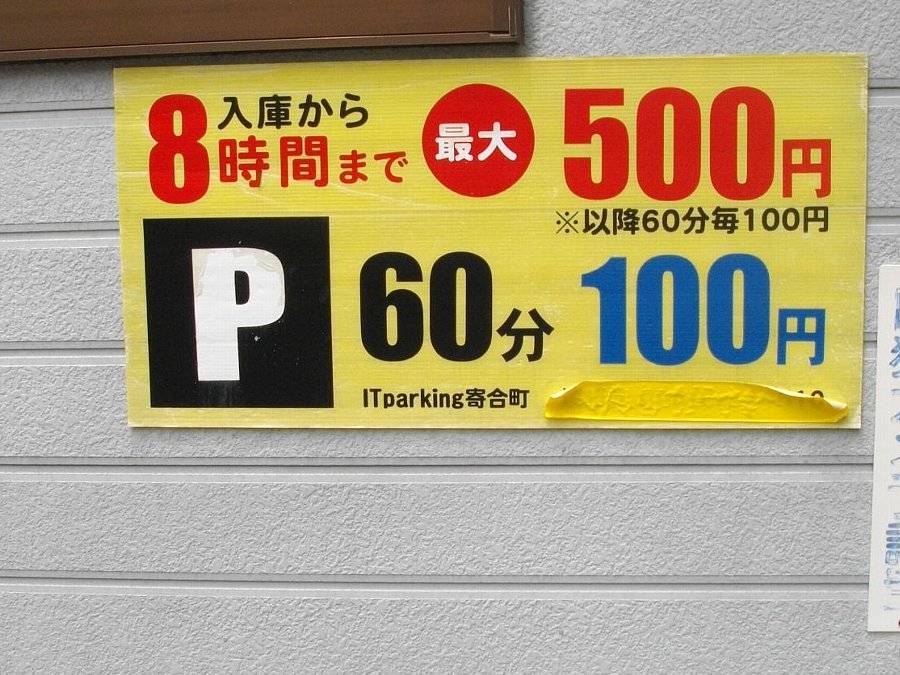 入庫から
8時間まで 最大 500円
※以降60分毎100円
P 60分 100円
ITparking寄合町